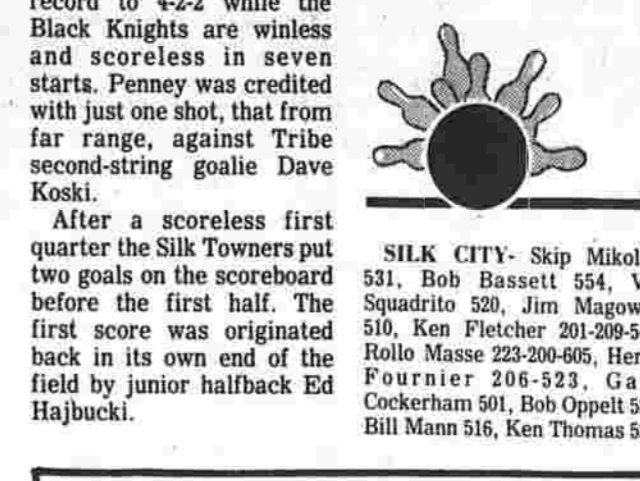 record to 4-2-2 while the
Black Knights are winless
and scoreless in seven
starts. Penney was credited
with just one shot, that from
far range, against Tribe
second-string goalie Dave
Koski.
After a scoreless first
quarter the Silk Towners put
two goals on the scoreboard
before the first half. The
first score was originated
back in its own end of the
field by junior halfback Ed
Hajbucki.
SILK CITY- Skip Mikol
531, Bob Bassett 554, V
Squadrito 520, Jim Magow
510, Ken Fletcher 201-209-5
Rollo Masse 223-200-605, Her
Fournier 206-523, Ga
Cockerham 501, Bob Oppelt 5
Bill Mann 516, Ken Thomas 5